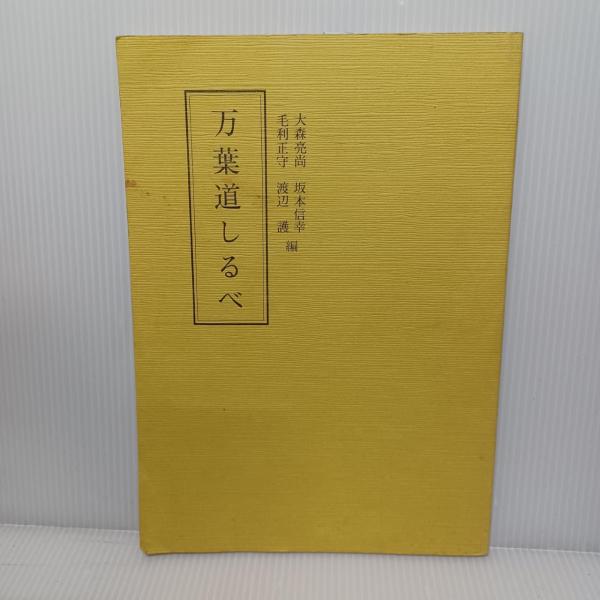 万葉道しるべ
大森亮尚　坂本信幸
毛利正守　渡辺　護　編